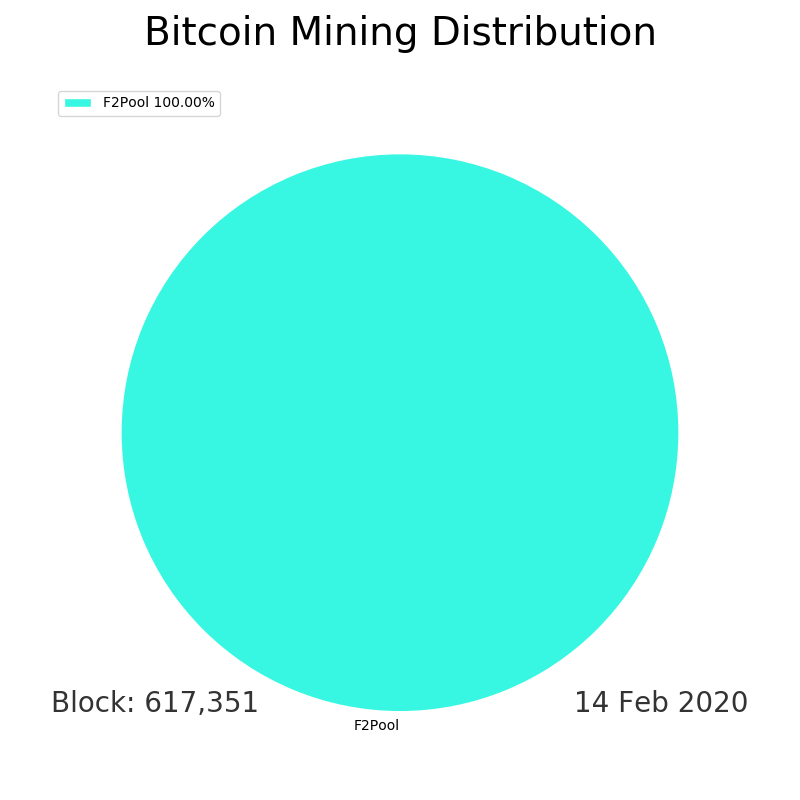 Bitcoin Mining Distribution
F2Pool 100.00%
Block: 617,351
14 Feb 2020
F2Pool